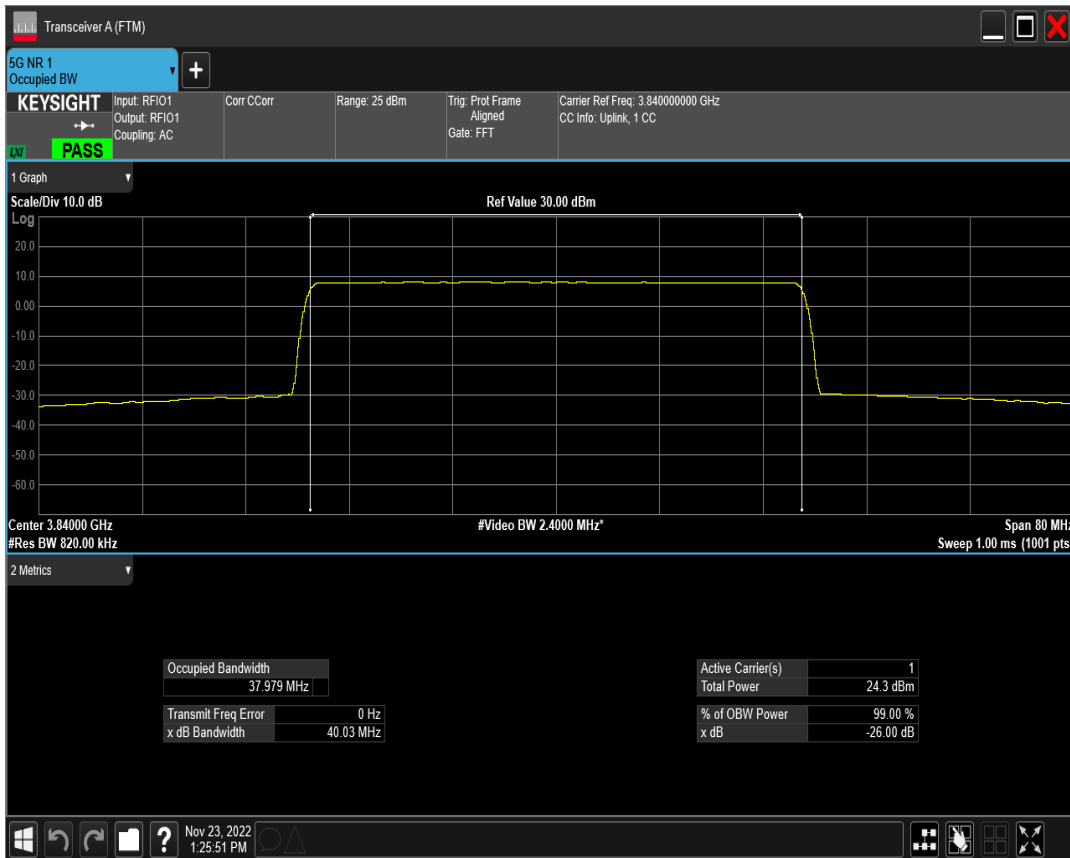 Transceiver A (FTM)
5G NR 1
Occupied BW
+
KEYSIGHT
LXI
PASS
Input: RFIO1
Output: RFIO1
Coupling: AC
Corr CCorr
Range: 25 dBm
Trig: Prot Frame
Aligned
Gate: FFT
Carrier Ref Freq: 3.840000000 GHz
CC Info: Uplink, 1 CC
1 Graph
Scale/Div 10.0 dB
Ref Value 30.00 dBm
Log
20.0
10.0
0.00
-10.0
-20.0
-30.0
-40.0
-50.0
-60.0
Center 3.84000 GHz
#Video BW 2.4000 MHz*
Span 80 MHz
#Res BW 820.00 kHz
Sweep 1.00 ms (1001 pts
2 Metrics
Occupied Bandwidth
37.979 MHz
Transmit Freq Error 0 Hz
x dB Bandwidth 40.03 MHz
Active Carrier(s) 1
Total Power 24.3 dBm
% of OBW Power 99.00 %
x dB -26.00 dB
?
Nov 23, 2022
1:25:51 PM